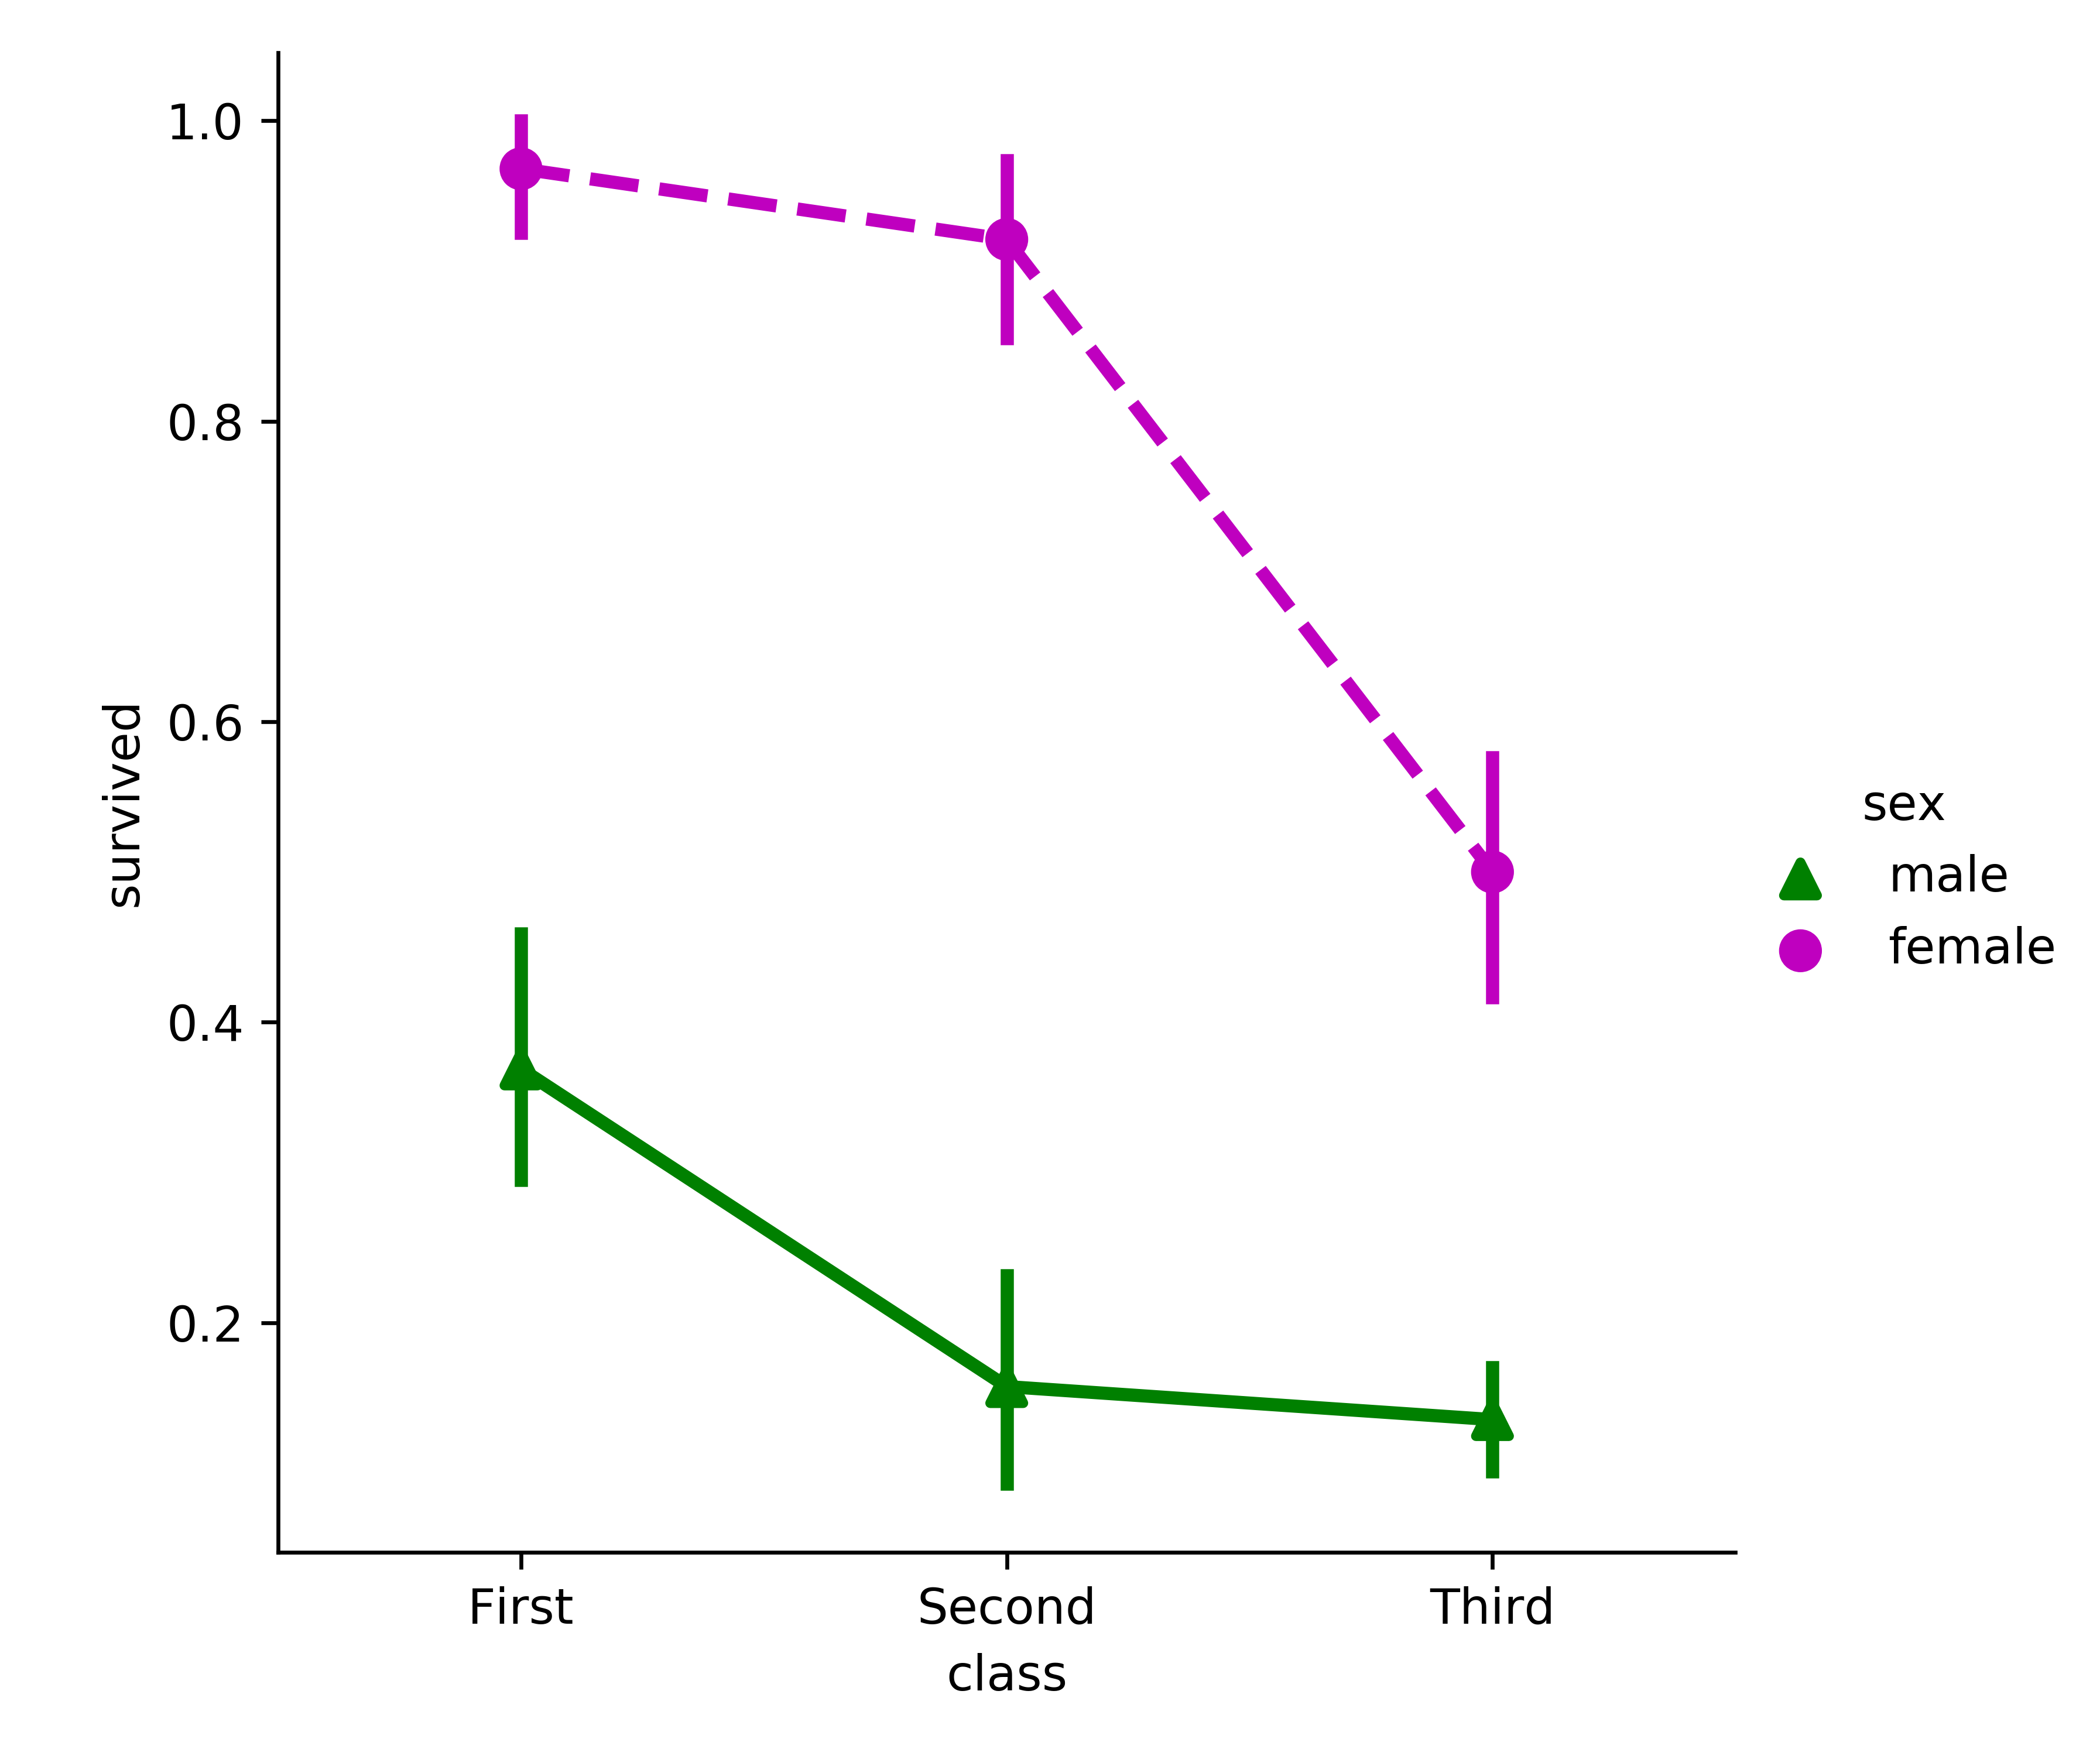 1.0
0.8
0.6
0.4
0.2
survived
First Second Third
class
sex
male
female